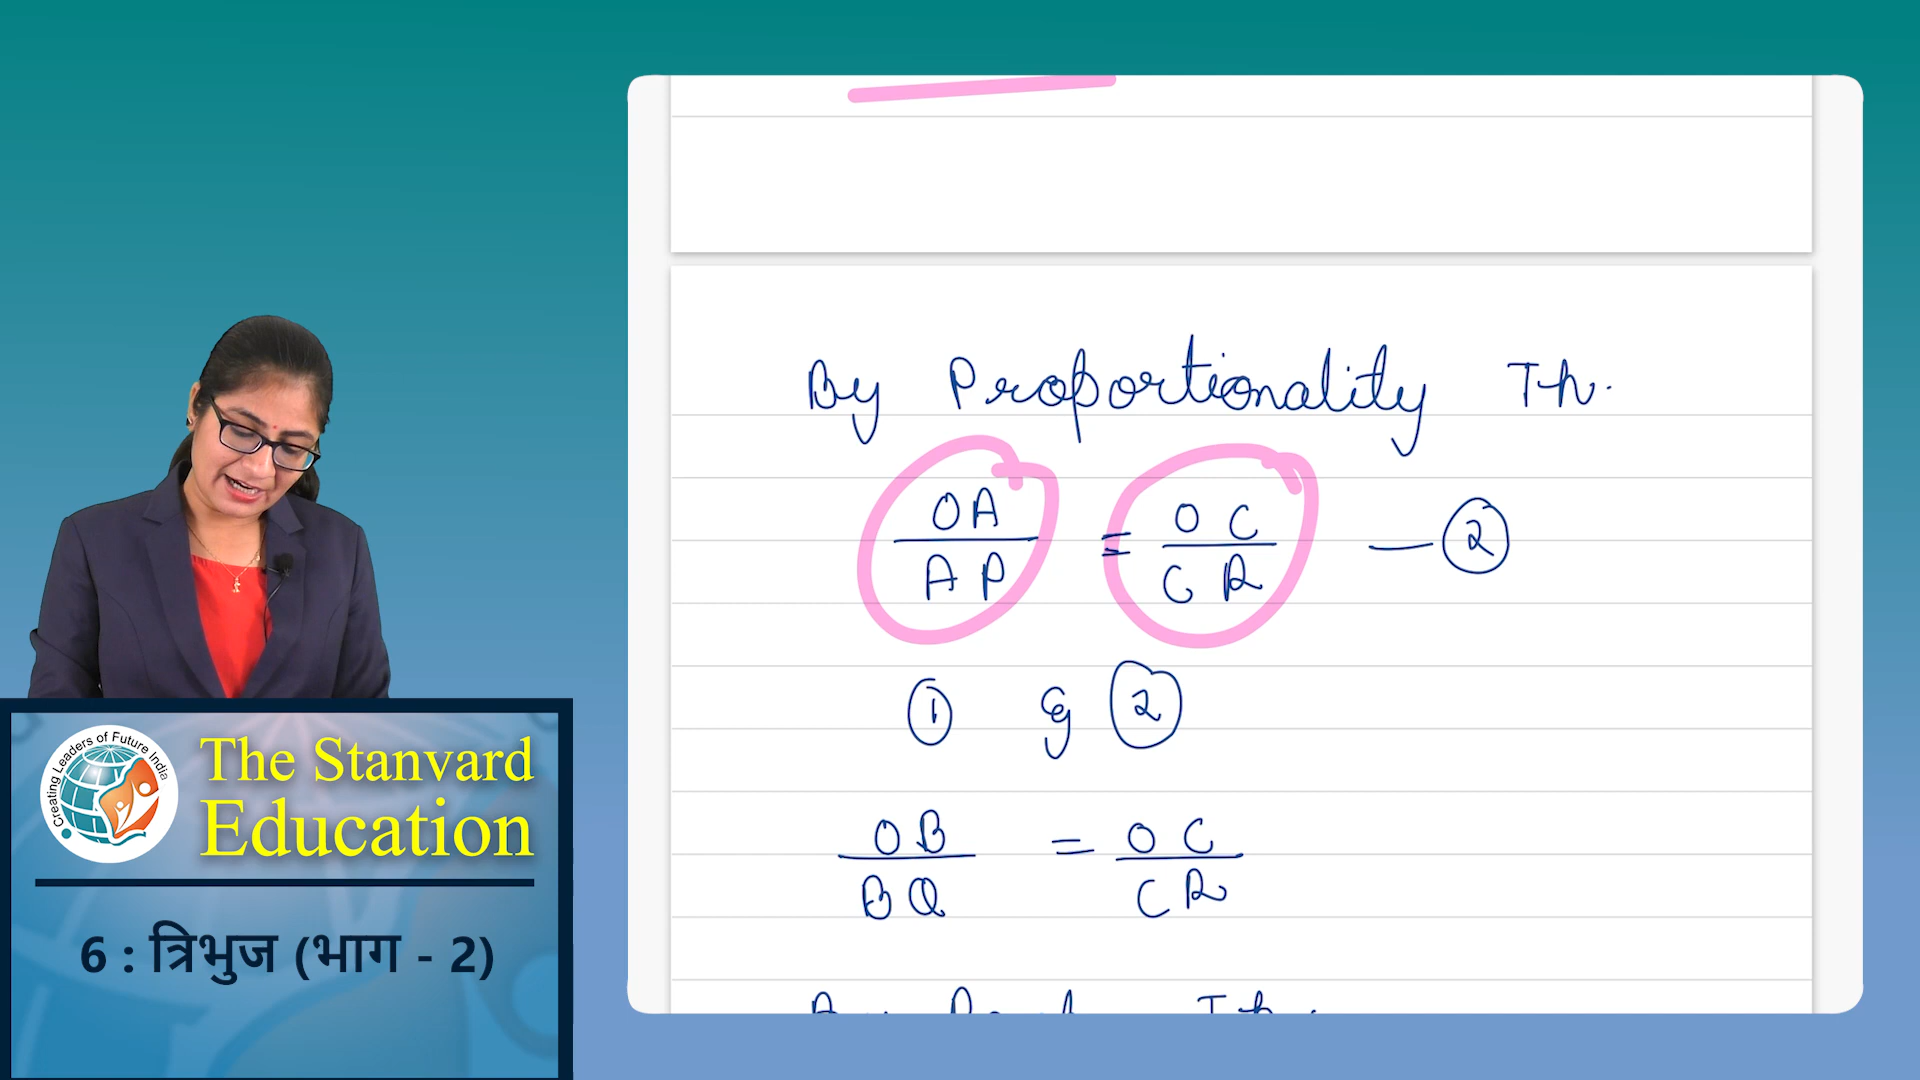 By Proportionality Th.
OA/AP = OC/CR — ②
① & ②
OB/BQ = OC/CR
Creating Leaders of Future India
The Stanvard
Education
6 : त्रिभुज (भाग - 2)